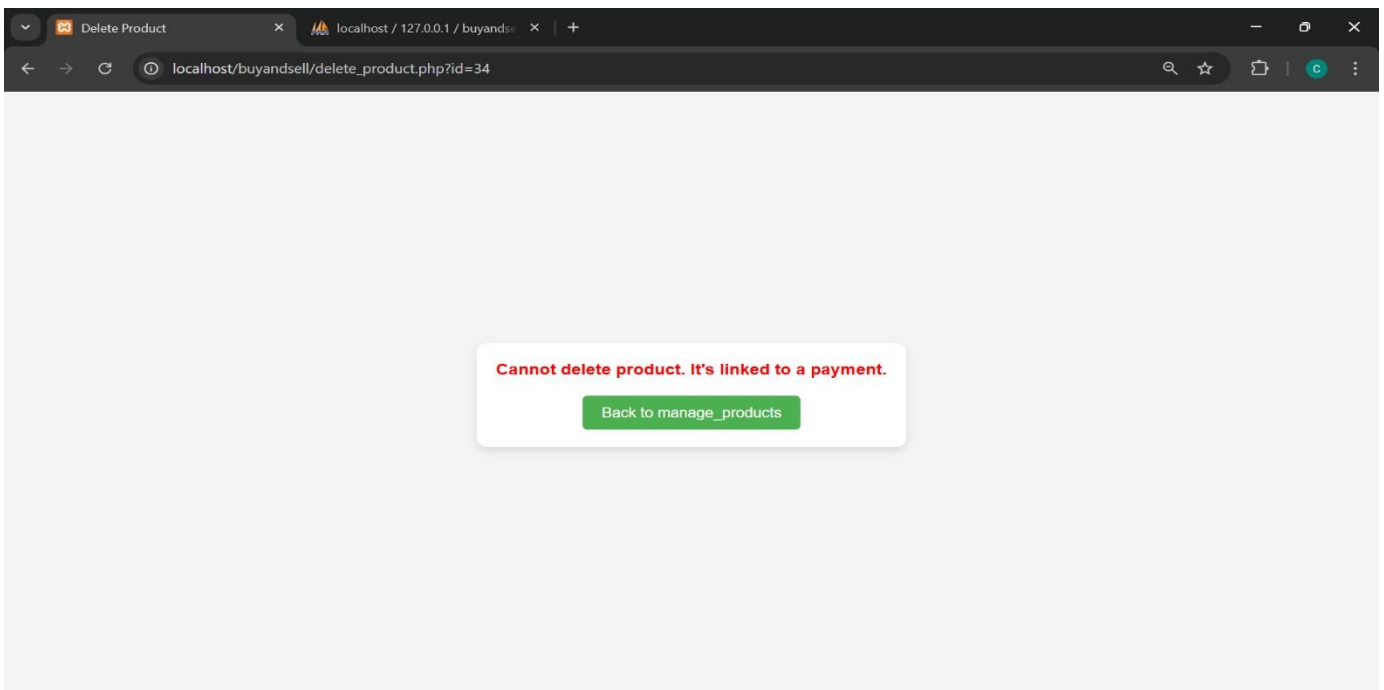 Delete Product
localhost / 127.0.0.1 / buyandse
localhost/buyandsell/delete_product.php?id=34
C
Cannot delete product. It's linked to a payment.
Back to manage_products